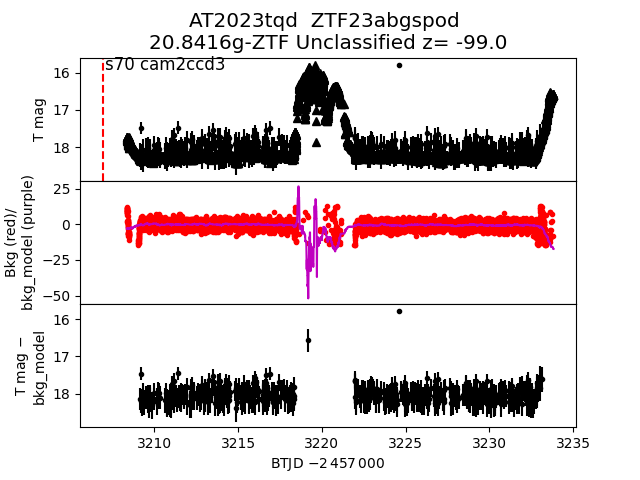 AT2023tqd  ZTF23abgspod
20.8416g-ZTF Unclassified z= -99.0
s70 cam2ccd3
T mag
16
17
18
Bkg (red)/
bkg_model (purple)
25
0
−25
−50
T mag −
bkg_model
16
17
18
3210 3215 3220 3225 3230 3235
BTJD −2 457 000